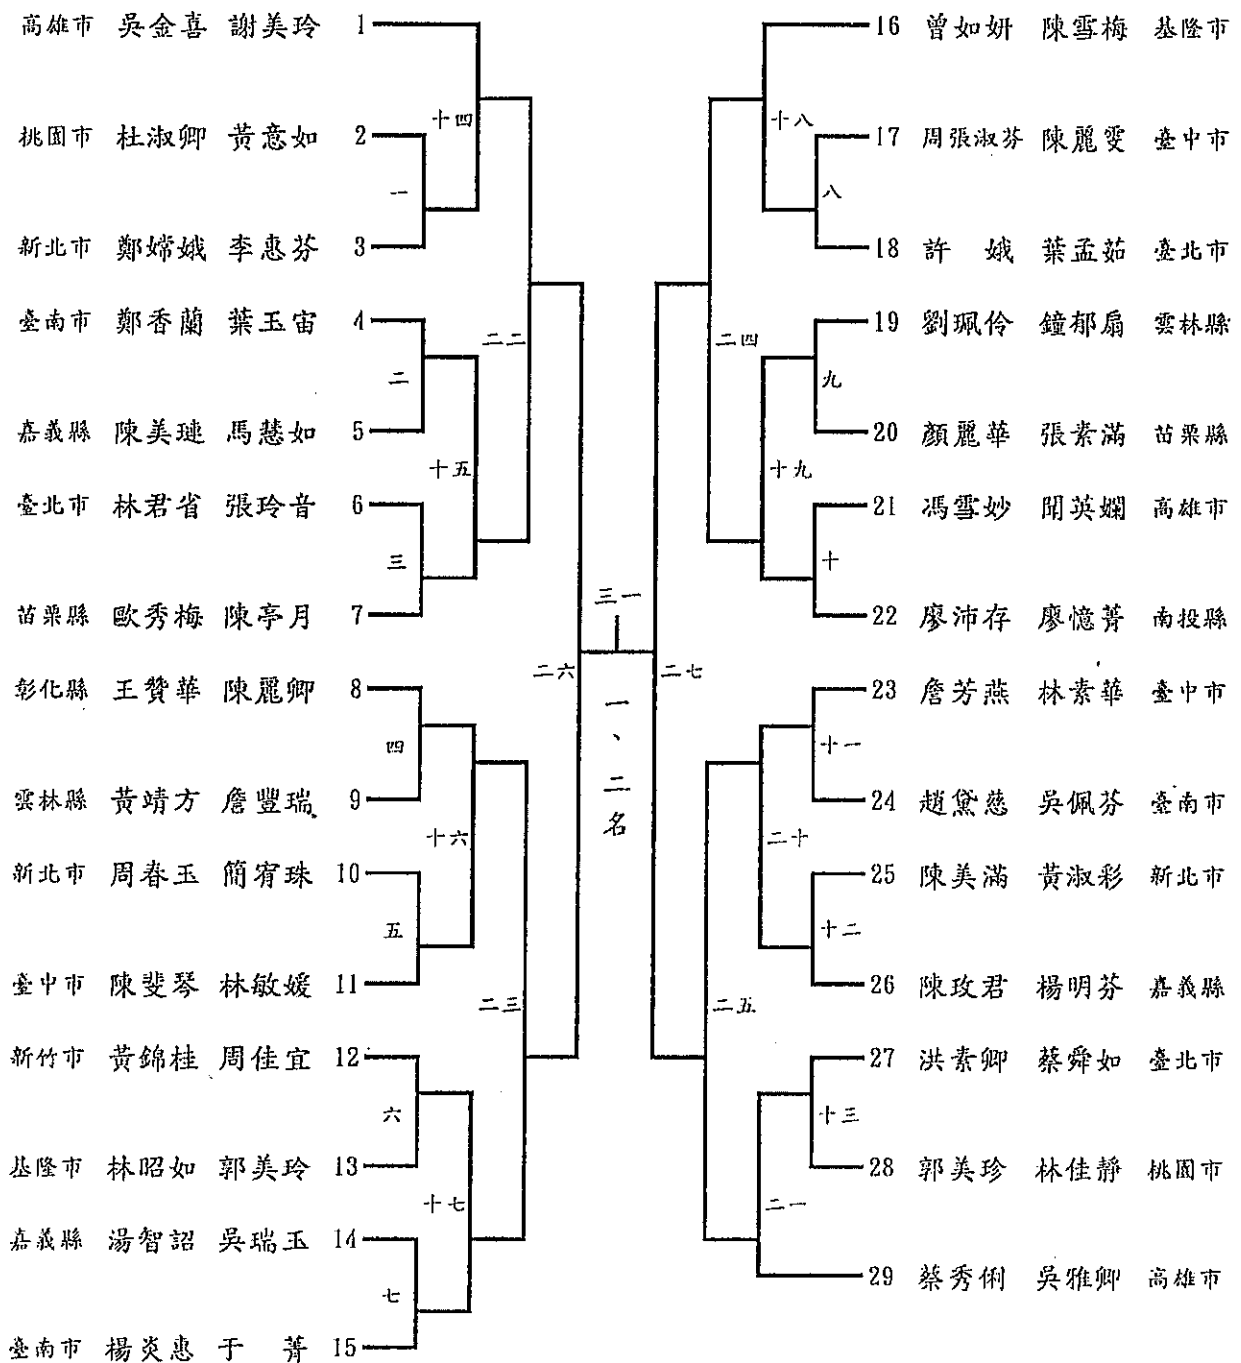 高雄市 吳金喜 謝美玲 1
十四
桃園市 杜淑卿 黃意如 2
一
新北市 鄭嫦娥 李惠芬 3
臺南市 鄭香蘭 葉玉宙 4
二二
二
嘉義縣 陳美璉 馬慧如 5
十五
臺北市 林君省 張玲音 6
三
苗栗縣 歐秀梅 陳亭月 7
二六
彰化縣 王贊華 陳麗卿 8
四
雲林縣 黃靖方 詹豐瑞 9
十六
新北市 周春玉 簡宥珠 10
五
臺中市 陳斐琴 林敏媛 11
二三
新竹市 黃錦桂 周佳宜 12
六
基隆市 林昭如 郭美玲 13
十七
嘉義縣 湯智詔 吳瑞玉 14
七
臺南市 楊炎惠 于 菁 15
三一
一、二名
16 曾如妍 陳雪梅 基隆市
十八
17 周張淑芬 陳麗雯 臺中市
八
18 許 娥 葉孟茹 臺北市
19 劉珮伶 鐘郁扇 雲林縣
二四
九
20 顏麗華 張素滿 苗栗縣
十九
21 馮雪妙 聞英嫻 高雄市
十
22 廖沛存 廖憶菁 南投縣
二七
23 詹芳燕 林素華 臺中市
十一
24 趙黛慈 吳佩芬 臺南市
二十
25 陳美滿 黃淑彩 新北市
十二
26 陳玫君 楊明芬 嘉義縣
二五
27 洪素卿 蔡舜如 臺北市
十三
28 郭美珍 林佳靜 桃園市
二一
29 蔡秀俐 吳雅卿 高雄市